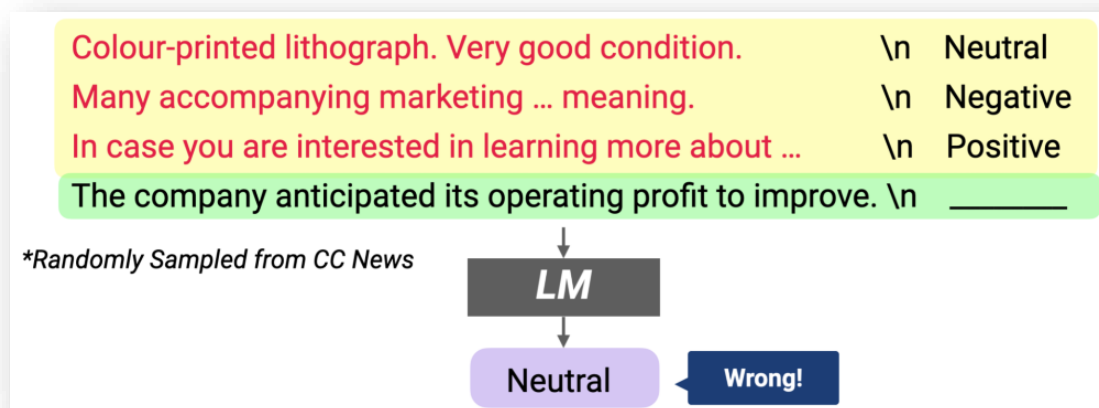 Colour-printed lithograph. Very good condition. \n Neutral
Many accompanying marketing ... meaning. \n Negative
In case you are interested in learning more about ... \n Positive
The company anticipated its operating profit to improve. \n ________
*Randomly Sampled from CC News
LM
Neutral
Wrong!